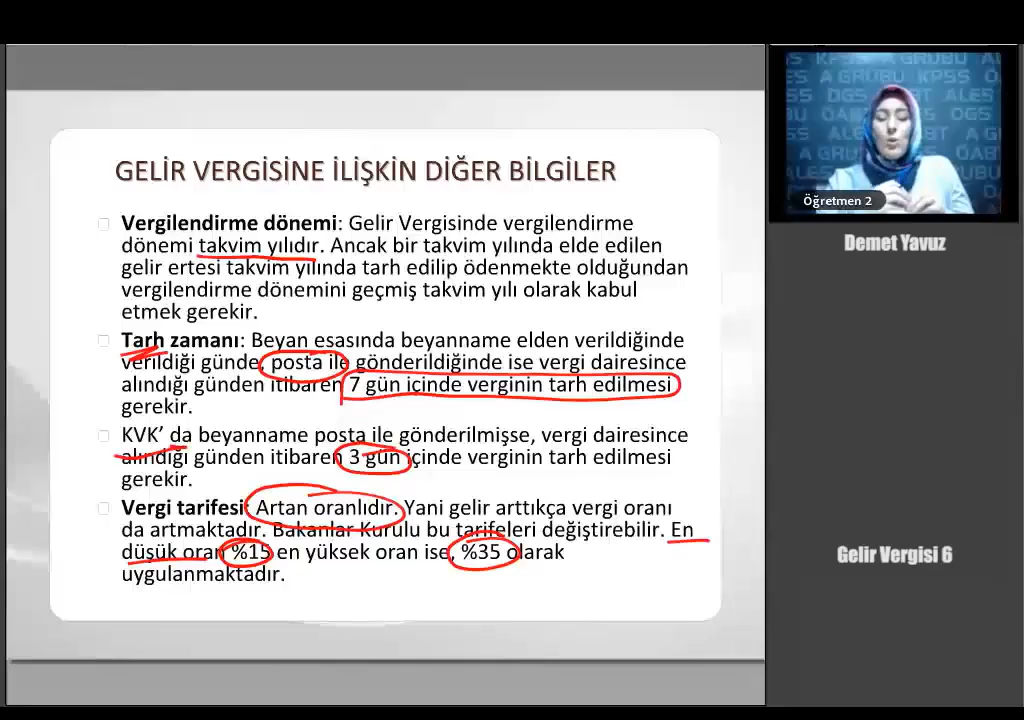 GELİR VERGİSİNE İLİŞKİN DİĞER BİLGİLER
Vergilendirme dönemi: Gelir Vergisinde vergilendirme
dönemi takvim yılıdır. Ancak bir takvim yılında elde edilen
gelir ertesi takvim yılında tarh edilip ödenmekte olduğundan
vergilendirme dönemini geçmiş takvim yılı olarak kabul
etmek gerekir.
Tarh zamanı: Beyan esasında beyanname elden verildiğinde
verildiği günde, posta ile gönderildiğinde ise vergi dairesince
alındığı günden itibaren 7 gün içinde verginin tarh edilmesi
gerekir.
KVK’ da beyanname posta ile gönderilmişse, vergi dairesince
alındığı günden itibaren 3 gün içinde verginin tarh edilmesi
gerekir.
Vergi tarifesi: Artan oranlıdır. Yani gelir arttıkça vergi oranı
da artmaktadır. Bakanlar Kurulu bu tarifeleri değiştirebilir. En
düşük oran %15 en yüksek oran ise, %35 olarak
uygulanmaktadır.
A GRUBU KPSS
DGS ALES
Öğretmen 2
Demet Yavuz
Gelir Vergisi 6